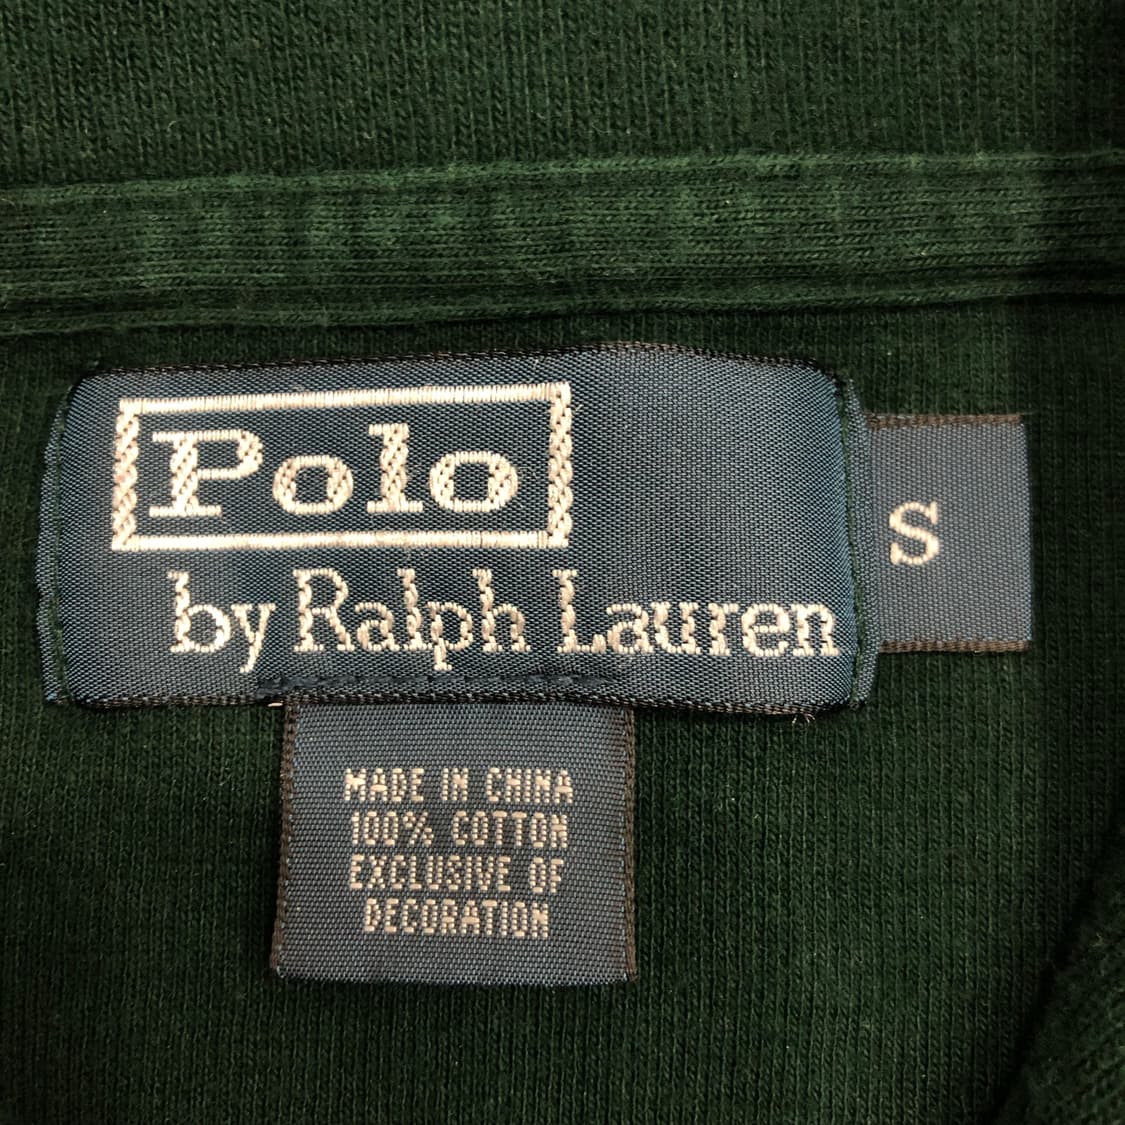 Polo
by Ralph Lauren
S
MADE IN CHINA
100% COTTON
EXCLUSIVE OF
DECORATION